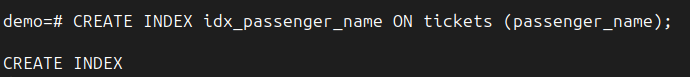 demo=# CREATE INDEX idx_passenger_name ON tickets (passenger_name);
CREATE INDEX